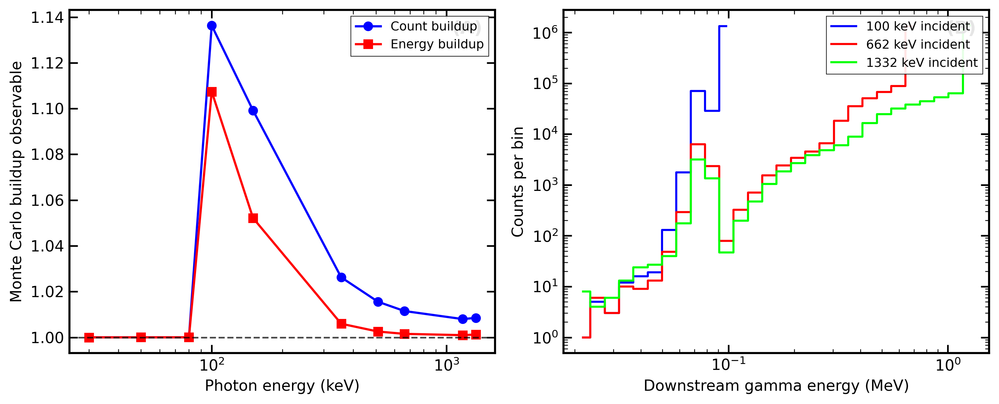 1.14
1.12
1.10
1.08
1.06
1.04
1.02
1.00
Monte Carlo buildup observable
10²
10³
Photon energy (keV)
Count buildup
Energy buildup
(A)
10⁶
10⁵
10⁴
10³
10²
10¹
10⁰
Counts per bin
10⁻¹
10⁰
Downstream gamma energy (MeV)
100 keV incident
662 keV incident
1332 keV incident
(B)